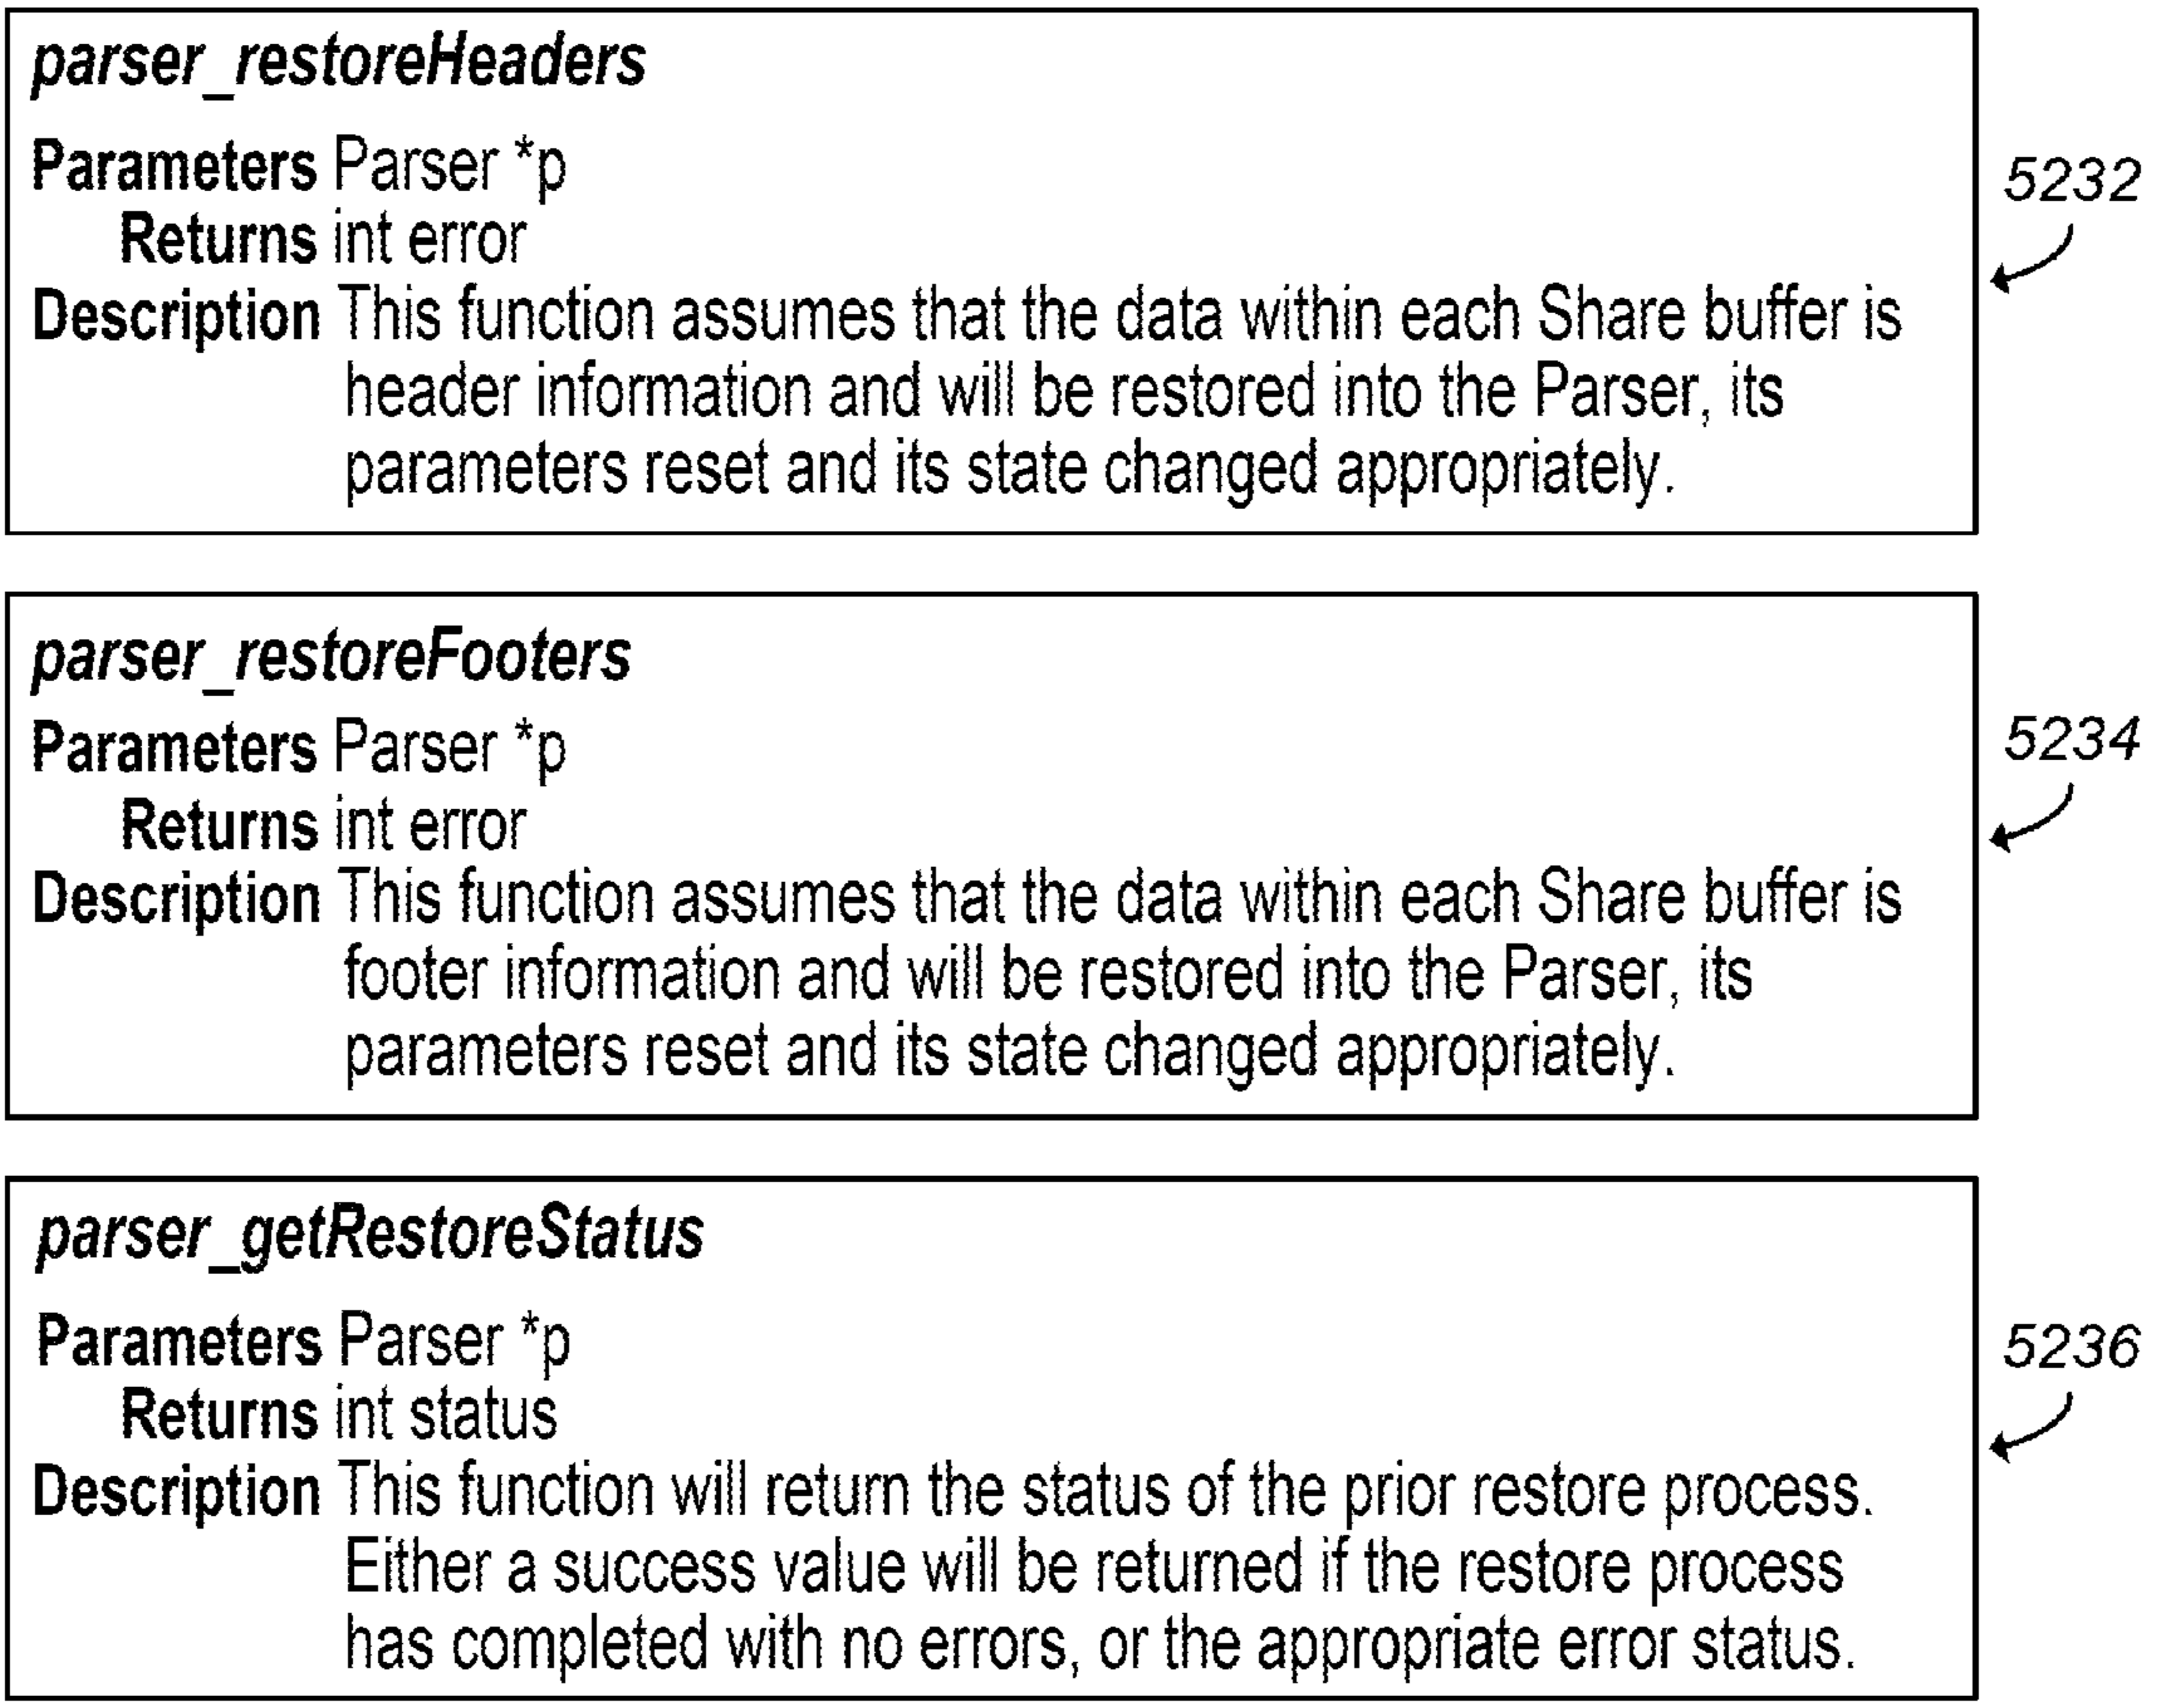 parser_restoreHeaders
Parameters Parser *p
5232
Returns int error
Description This function assumes that the data within each Share buffer is
header information and will be restored into the Parser, its
parameters reset and its state changed appropriately.
parser_restoreFooters
Parameters Parser *p
5234
Returns int error
Description This function assumes that the data within each Share buffer is
footer information and will be restored into the Parser, its
parameters reset and its state changed appropriately.
parser_getRestoreStatus
Parameters Parser *p
5236
Returns int status
Description This function will return the status of the prior restore process.
Either a success value will be returned if the restore process
has completed with no errors, or the appropriate error status.